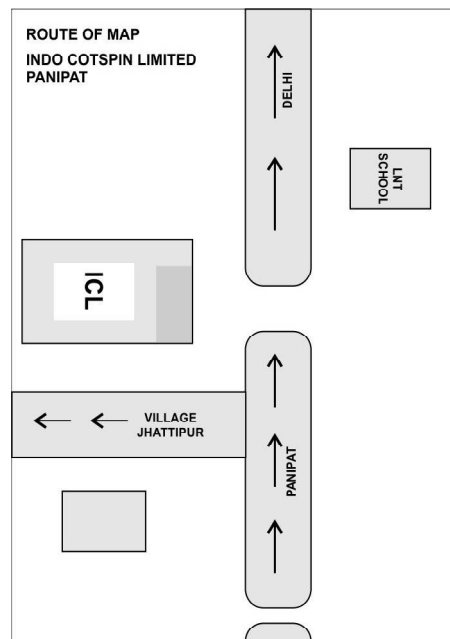 ROUTE OF MAP
INDO COTSPIN LIMITED
PANIPAT
DELHI
LNT
SCHOOL
ICL
VILLAGE
JHATTIPUR
PANIPAT